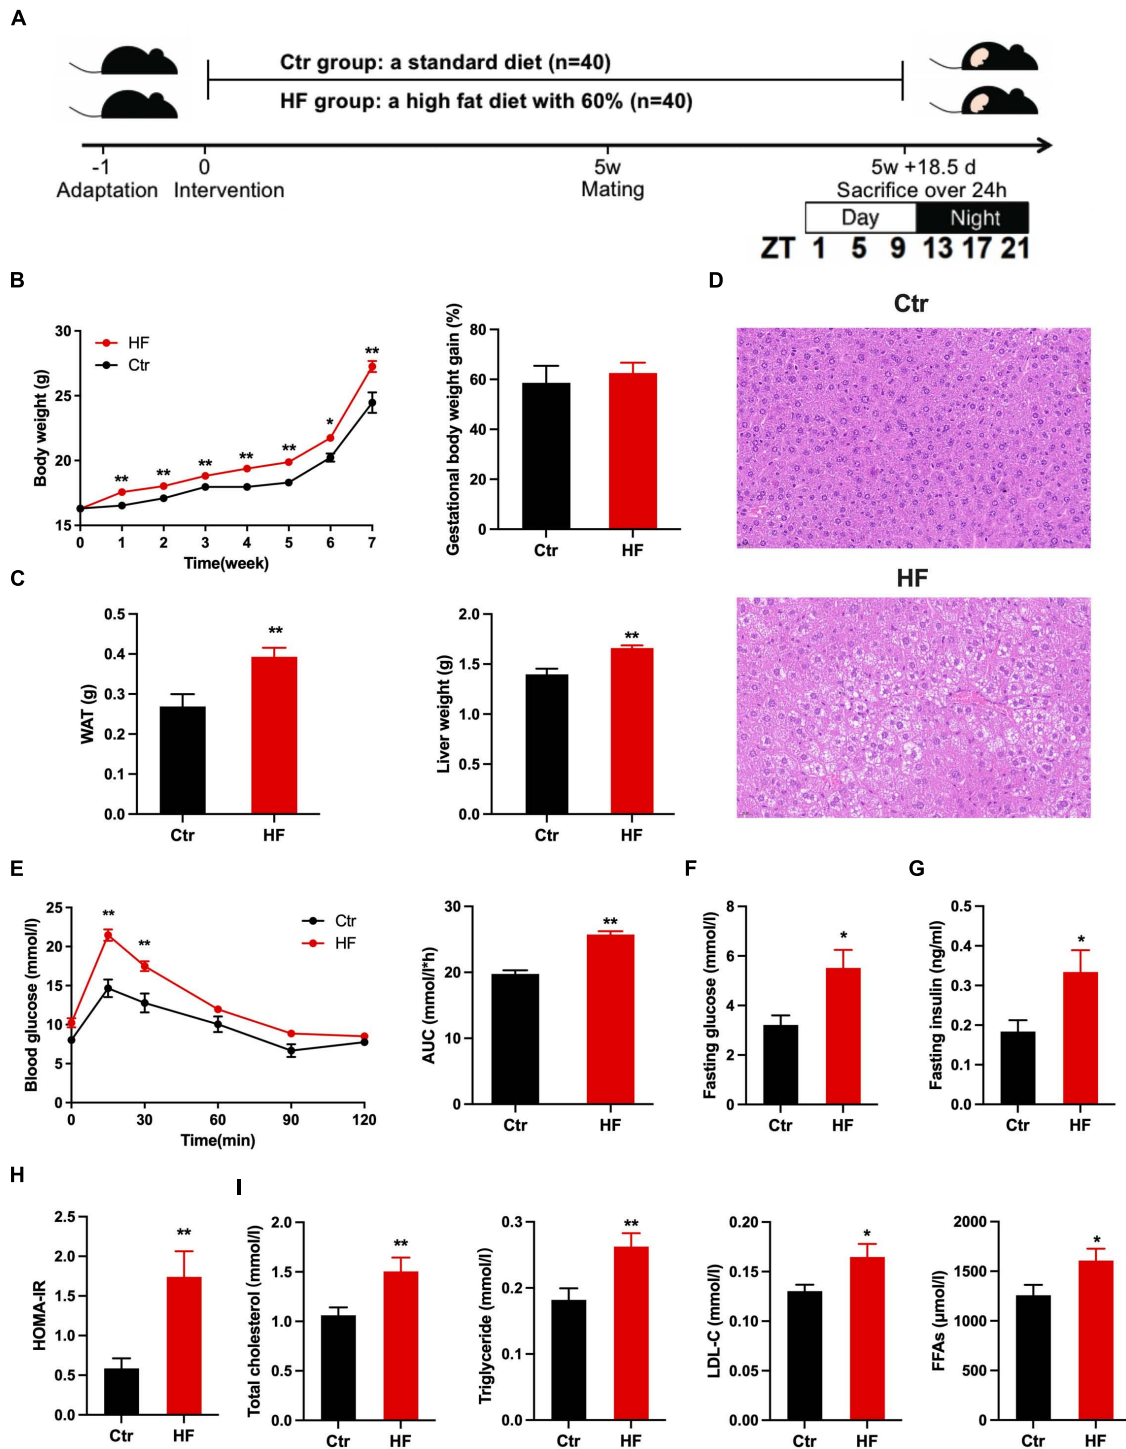 A
Ctr group: a standard diet (n=40)
HF group: a high fat diet with 60% (n=40)
-1 0 5w 5w +18.5 d
Adaptation Intervention Mating Sacrifice over 24h
Day Night
ZT 1 5 9 13 17 21
B
Body weight (g)
30
25
20
15
HF
Ctr
** ** ** ** ** * **
0 1 2 3 4 5 6 7
Time(week)
Gestational body weight gain (%)
80
60
40
20
0
Ctr HF
D
Ctr
HF
C
WAT (g)
0.5
0.4
0.3
0.2
0.1
0.0
**
Ctr HF
Liver weight (g)
2.0
1.5
1.0
0.5
0.0
**
Ctr HF
E
Blood glucose (mmol/l)
25
20
15
10
5
0
** **
Ctr
HF
0 30 60 90 120
Time(min)
AUC (mmol/l*h)
30
20
10
0
**
Ctr HF
F
Fasting glucose (mmol/l)
8
6
4
2
0
*
Ctr HF
G
Fasting insulin (ng/ml)
0.5
0.4
0.3
0.2
0.1
0.0
*
Ctr HF
H
HOMA-IR
2.5
2.0
1.5
1.0
0.5
0.0
**
Ctr HF
I
Total cholesterol (mmol/l)
2.0
1.5
1.0
0.5
0.0
**
Ctr HF
Triglyceride (mmol/l)
0.3
0.2
0.1
0.0
**
Ctr HF
LDL-C (mmol/l)
0.20
0.15
0.10
0.05
0.00
*
Ctr HF
FFAs (μmol/l)
2000
1500
1000
500
0
*
Ctr HF